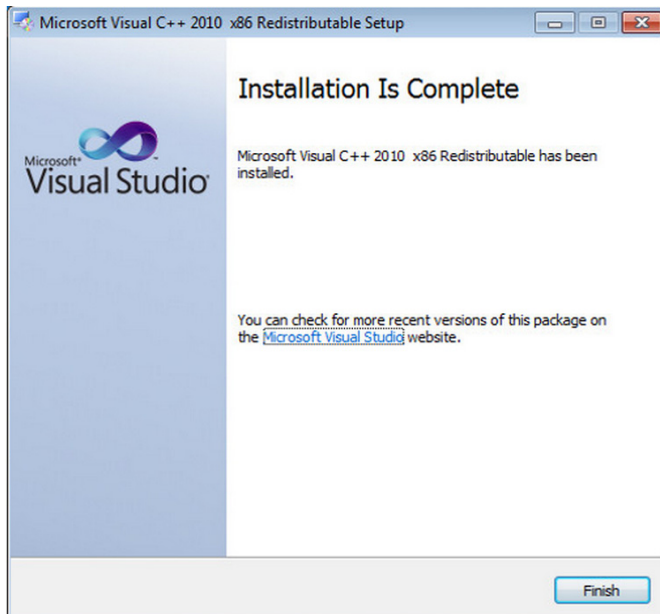 Microsoft Visual C++ 2010 x86 Redistributable Setup
Installation Is Complete
Microsoft®
Visual Studio®
Microsoft Visual C++ 2010 x86 Redistributable has been
installed.
You can check for more recent versions of this package on
the Microsoft Visual Studio website.
Finish